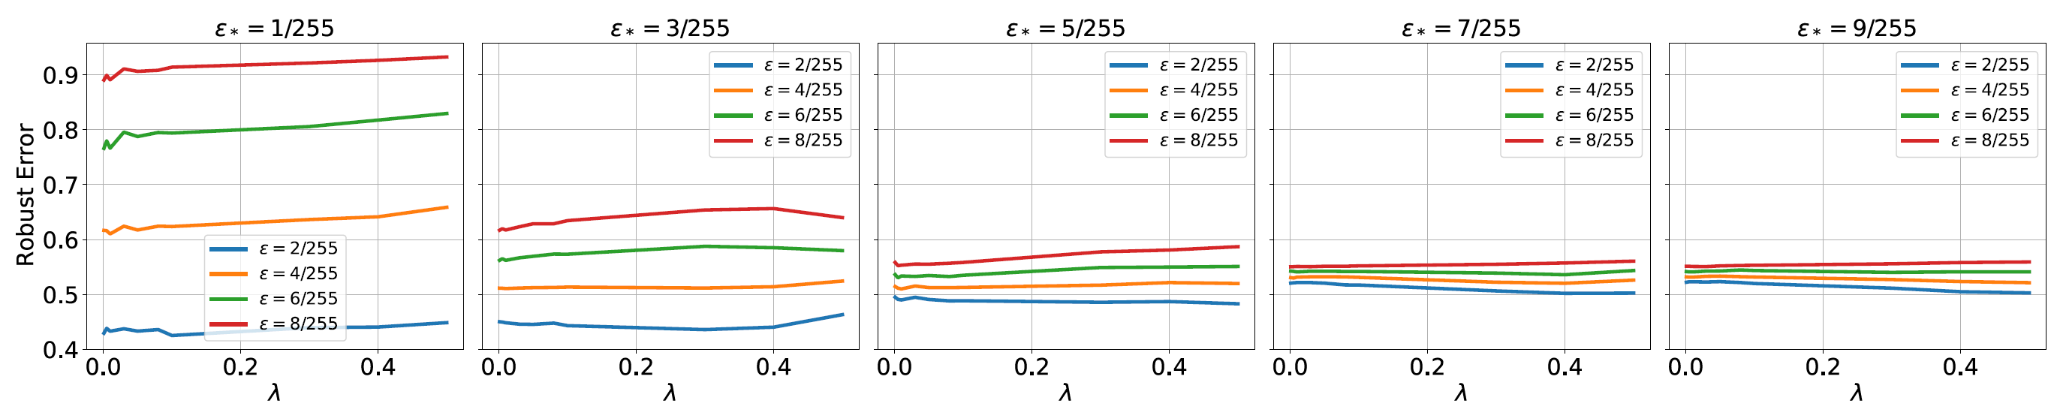 ε* = 1/255
ε* = 3/255
ε* = 5/255
ε* = 7/255
ε* = 9/255
Robust Error
0.9
0.8
0.7
0.6
0.5
0.4
ε = 2/255
ε = 4/255
ε = 6/255
ε = 8/255
ε = 2/255
ε = 4/255
ε = 6/255
ε = 8/255
ε = 2/255
ε = 4/255
ε = 6/255
ε = 8/255
ε = 2/255
ε = 4/255
ε = 6/255
ε = 8/255
ε = 2/255
ε = 4/255
ε = 6/255
ε = 8/255
0.0 0.2 0.4
0.0 0.2 0.4
0.0 0.2 0.4
0.0 0.2 0.4
0.0 0.2 0.4
λ
λ
λ
λ
λ